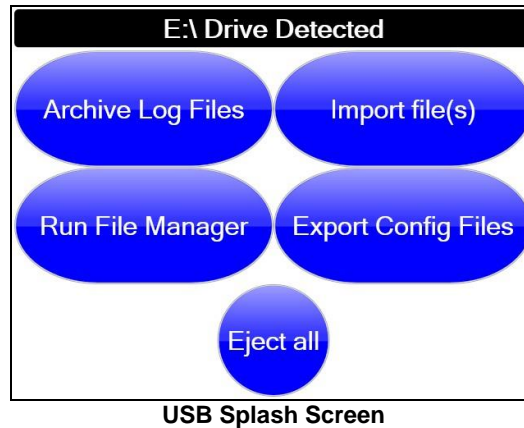 E:\ Drive Detected
Archive Log Files
Import file(s)
Run File Manager
Export Config Files
Eject all
USB Splash Screen